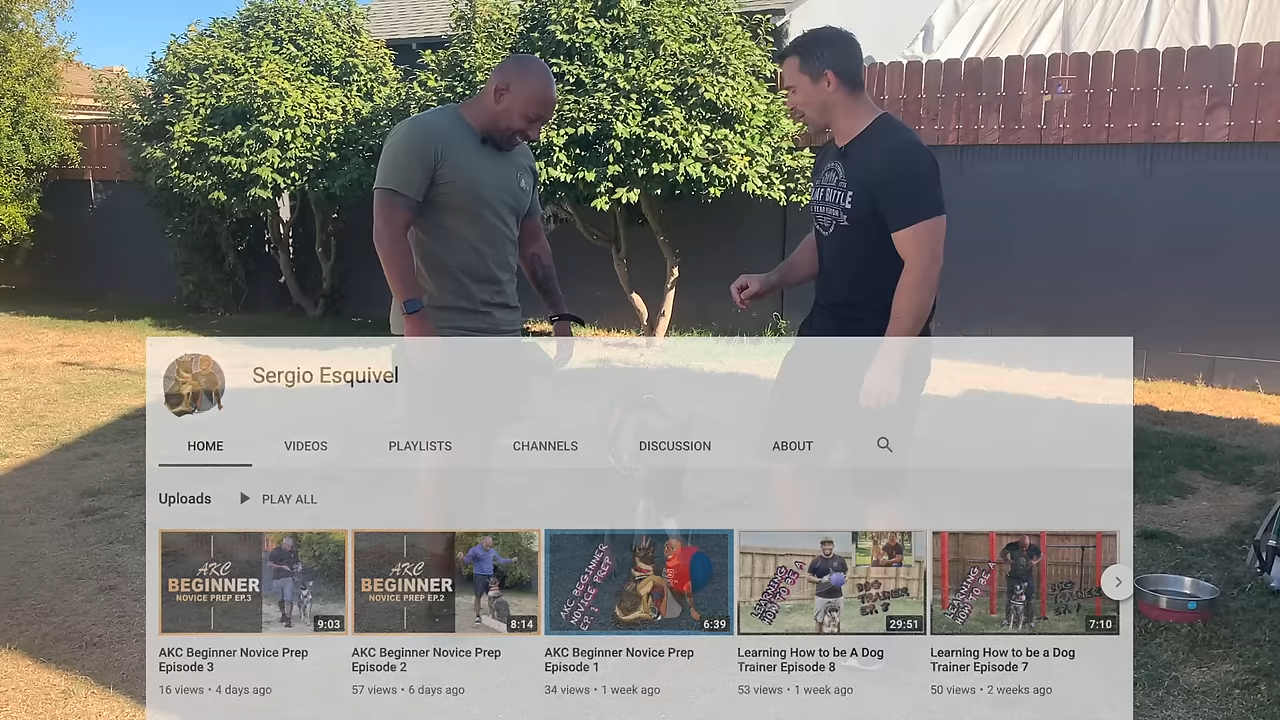 BATTLE
Sergio Esquivel
HOME VIDEOS PLAYLISTS CHANNELS DISCUSSION ABOUT
Uploads PLAY ALL
AKC
BEGINNER
NOVICE PREP EP.3
9:03
AKC
BEGINNER
NOVICE PREP EP.2
8:14
AKC BEGINNER
NOVICE PREP
EP. 1
6:39
LEARNING
HOW TO BE A
DOG
TRAINER
EP. 8
29:51
LEARNING
HOW TO BE A
DOG
TRAINER
EP. 7
7:10
AKC Beginner Novice Prep
Episode 3
16 views • 4 days ago
AKC Beginner Novice Prep
Episode 2
57 views • 6 days ago
AKC Beginner Novice Prep
Episode 1
34 views • 1 week ago
Learning How to be A Dog
Trainer Episode 8
53 views • 1 week ago
Learning How to be a Dog
Trainer Episode 7
50 views • 2 weeks ago